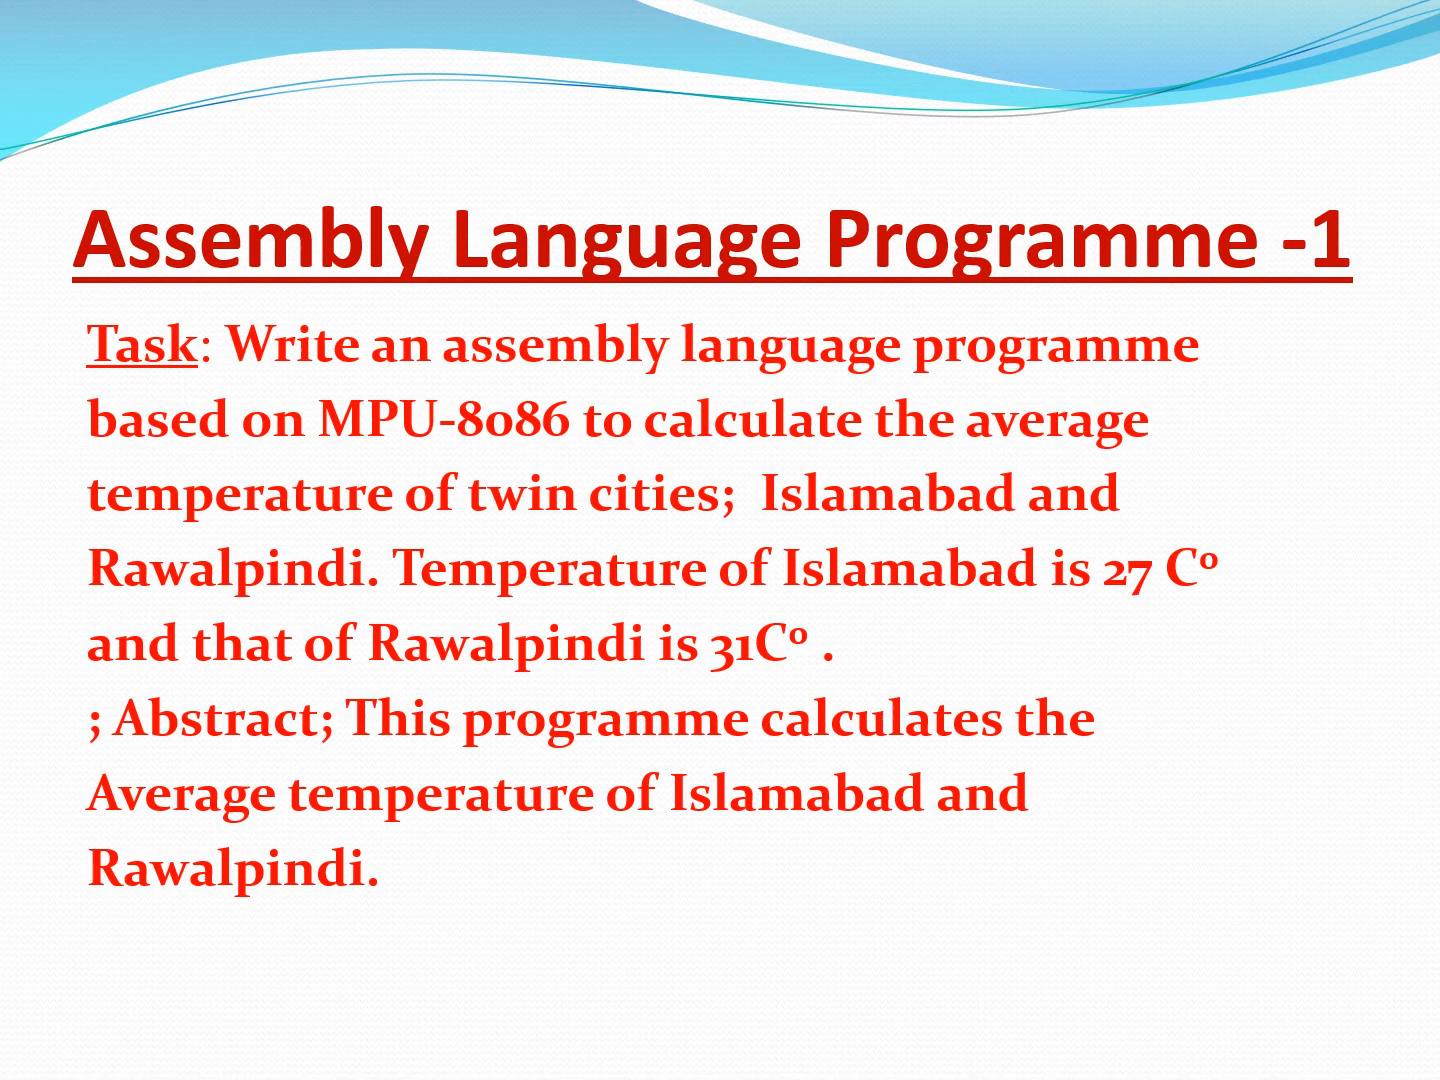 Assembly Language Programme -1
Task: Write an assembly language programme
based on MPU-8086 to calculate the average
temperature of twin cities;  Islamabad and
Rawalpindi. Temperature of Islamabad is 27 Cº
and that of Rawalpindi is 31Cº .
; Abstract; This programme calculates the
Average temperature of Islamabad and
Rawalpindi.